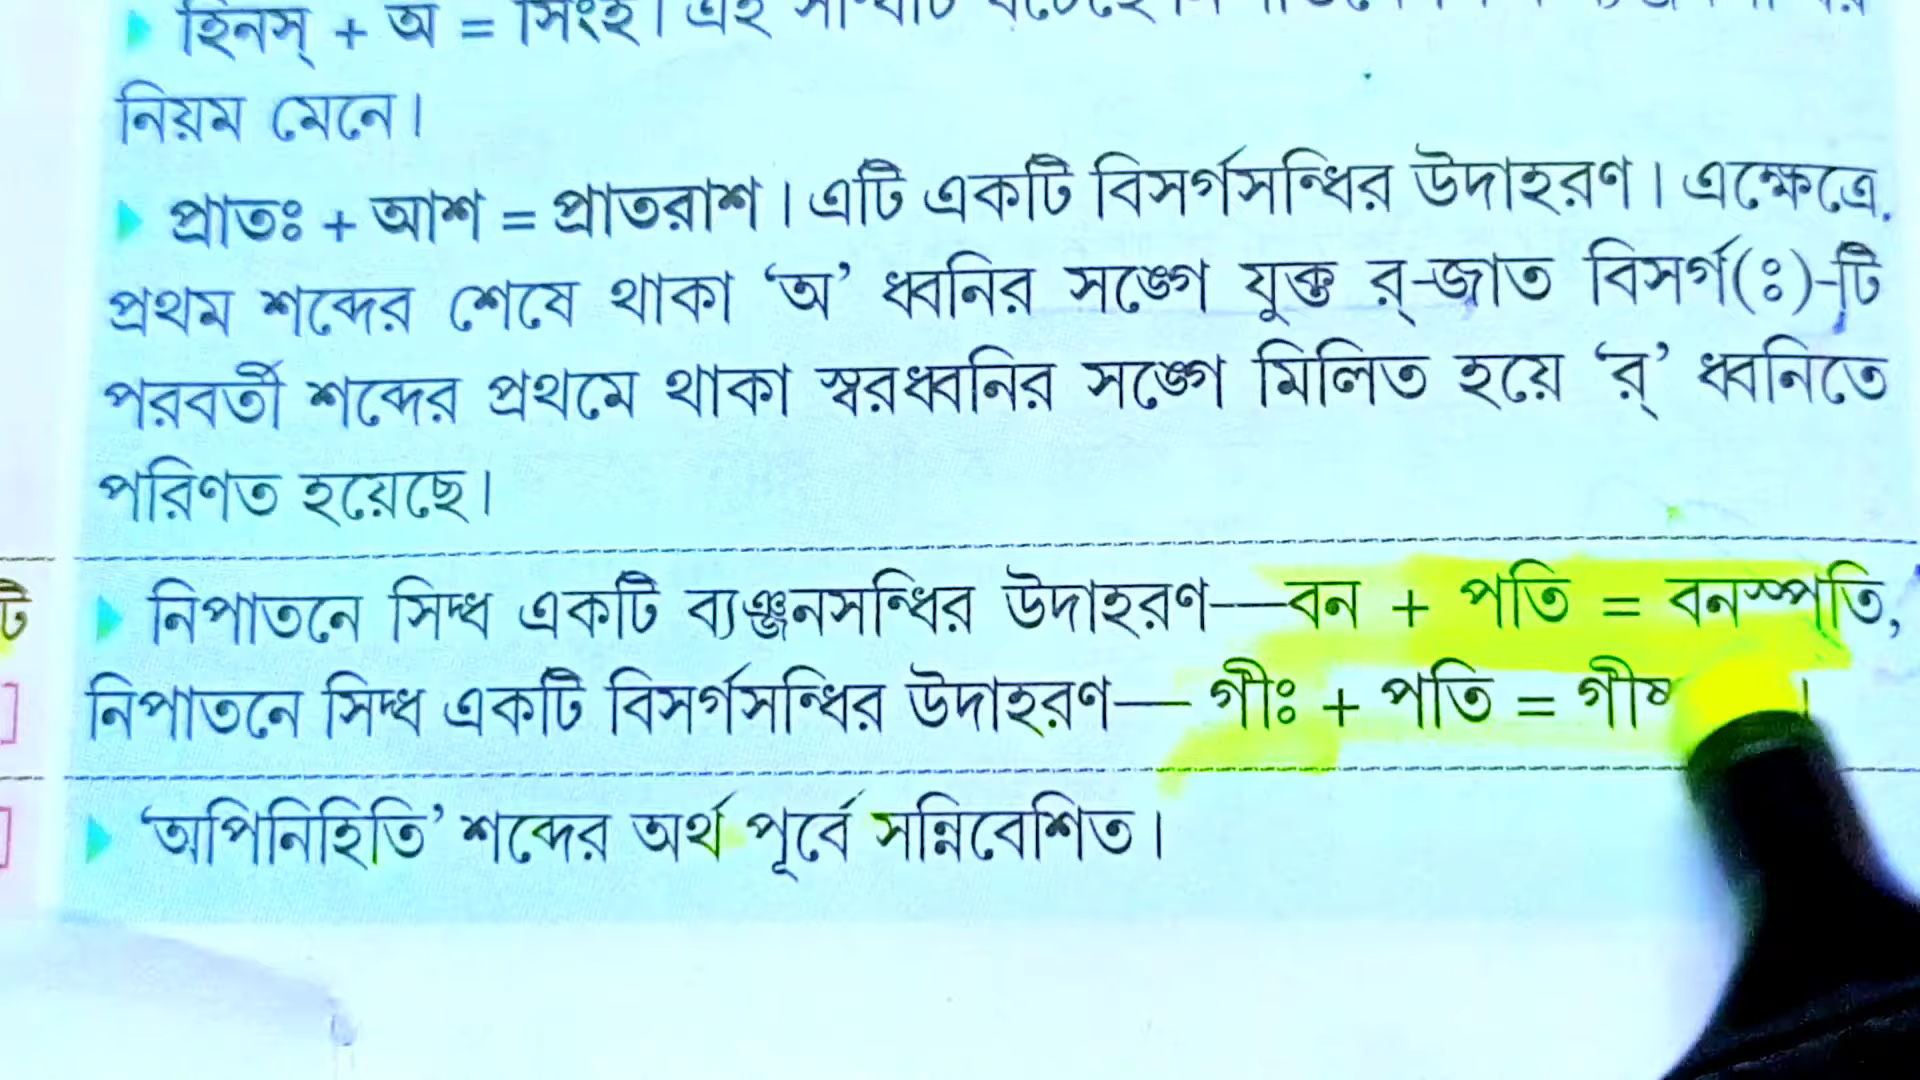 হিনস্ + অ = সিংহ। এই
নিয়ম মেনে।
প্রাতঃ + আশ = প্রাতরাশ। এটি একটি বিসর্গসন্ধির উদাহরণ। এক্ষেত্রে
প্রথম শব্দের শেষে থাকা ‘অ’ ধ্বনির সঙ্গে যুক্ত র্-জাত বিসর্গ(ঃ)-টি
পরবর্তী শব্দের প্রথমে থাকা স্বরধ্বনির সঙ্গে মিলিত হয়ে ‘র্’ ধ্বনিতে
পরিণত হয়েছে।
টি
নিপাতনে সিদ্ধ একটি ব্যঞ্জনসন্ধির উদাহরণ—বন + পতি = বনস্পতি,
নিপাতনে সিদ্ধ একটি বিসর্গসন্ধির উদাহরণ— গীঃ + পতি =
‘অপিনিহিতি’ শব্দের অর্থ পূর্বে সন্নিবেশিত।